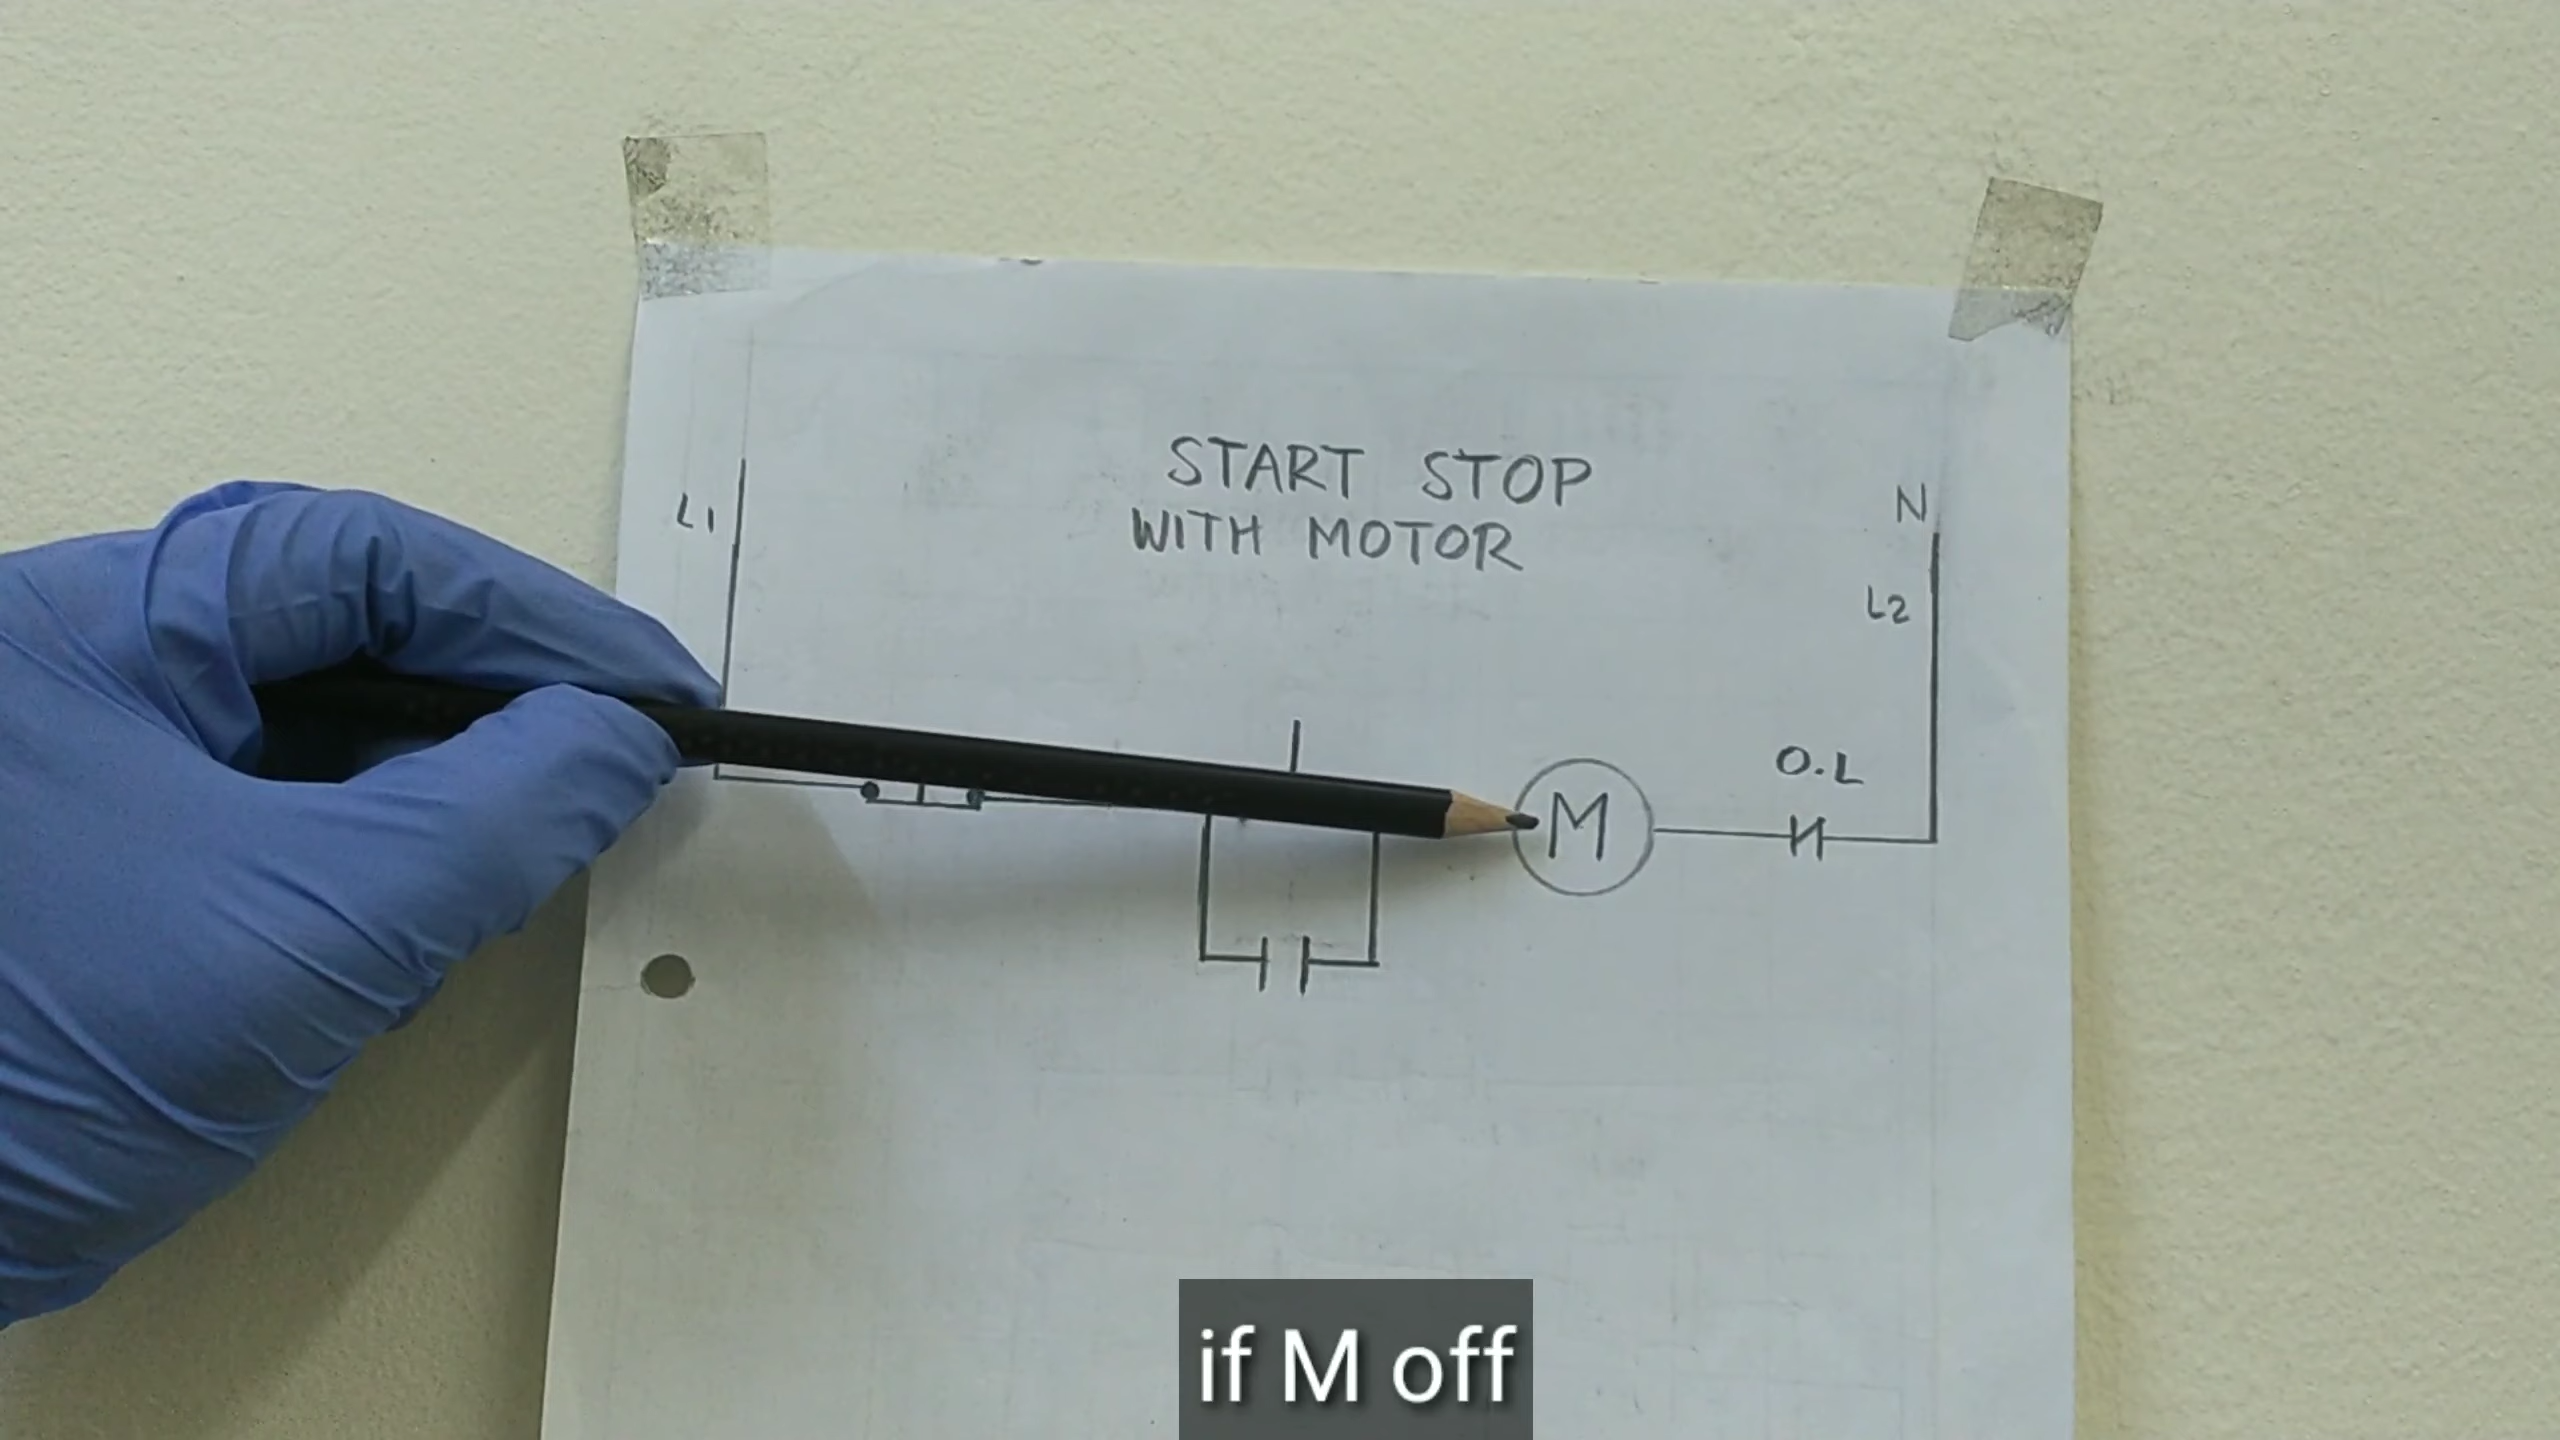 START STOP
WITH MOTOR
L1
N
L2
O.L
M
if M off